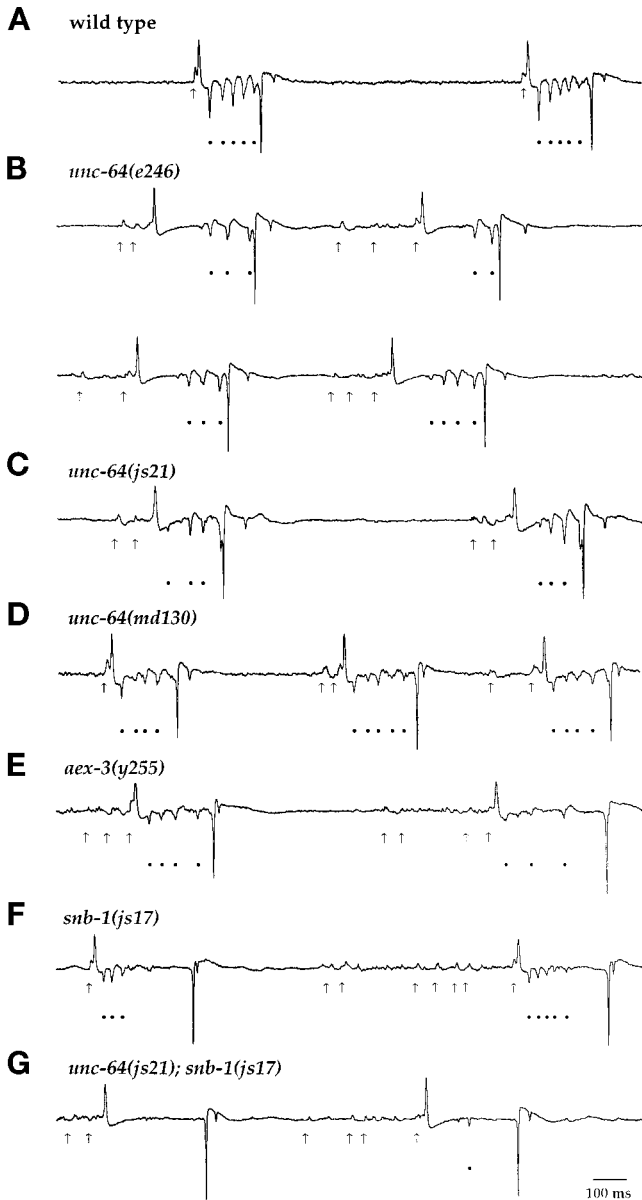 A
wild type
B
unc-64(e246)
C
unc-64(js21)
D
unc-64(md130)
E
aex-3(y255)
F
snb-1(js17)
G
unc-64(js21); snb-1(js17)
100 ms